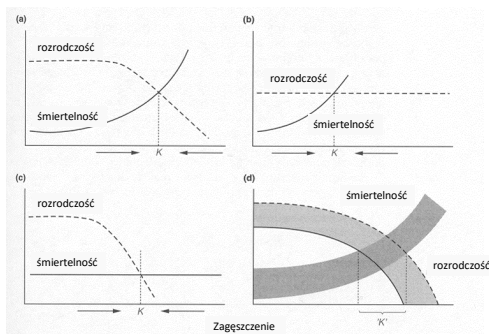 (a)
rozrodczość
śmiertelność
K
(b)
rozrodczość
śmiertelność
K
(c)
rozrodczość
śmiertelność
K
(d)
śmiertelność
rozrodczość
'K'
Zagęszczenie